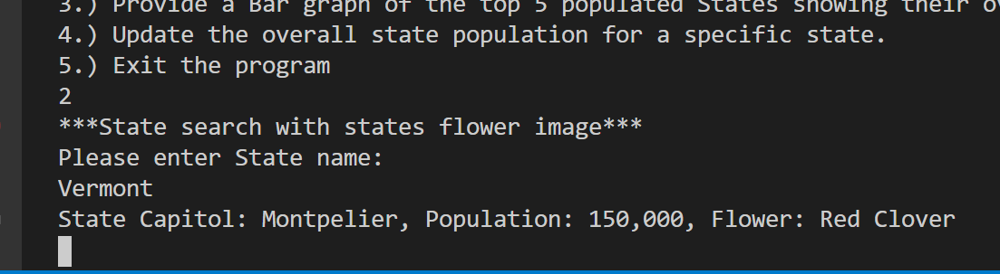 3.) Provide a Bar graph of the top 5 populated States showing their
4.) Update the overall state population for a specific state.
5.) Exit the program
2
***State search with states flower image***
Please enter State name:
Vermont
State Capitol: Montpelier, Population: 150,000, Flower: Red Clover